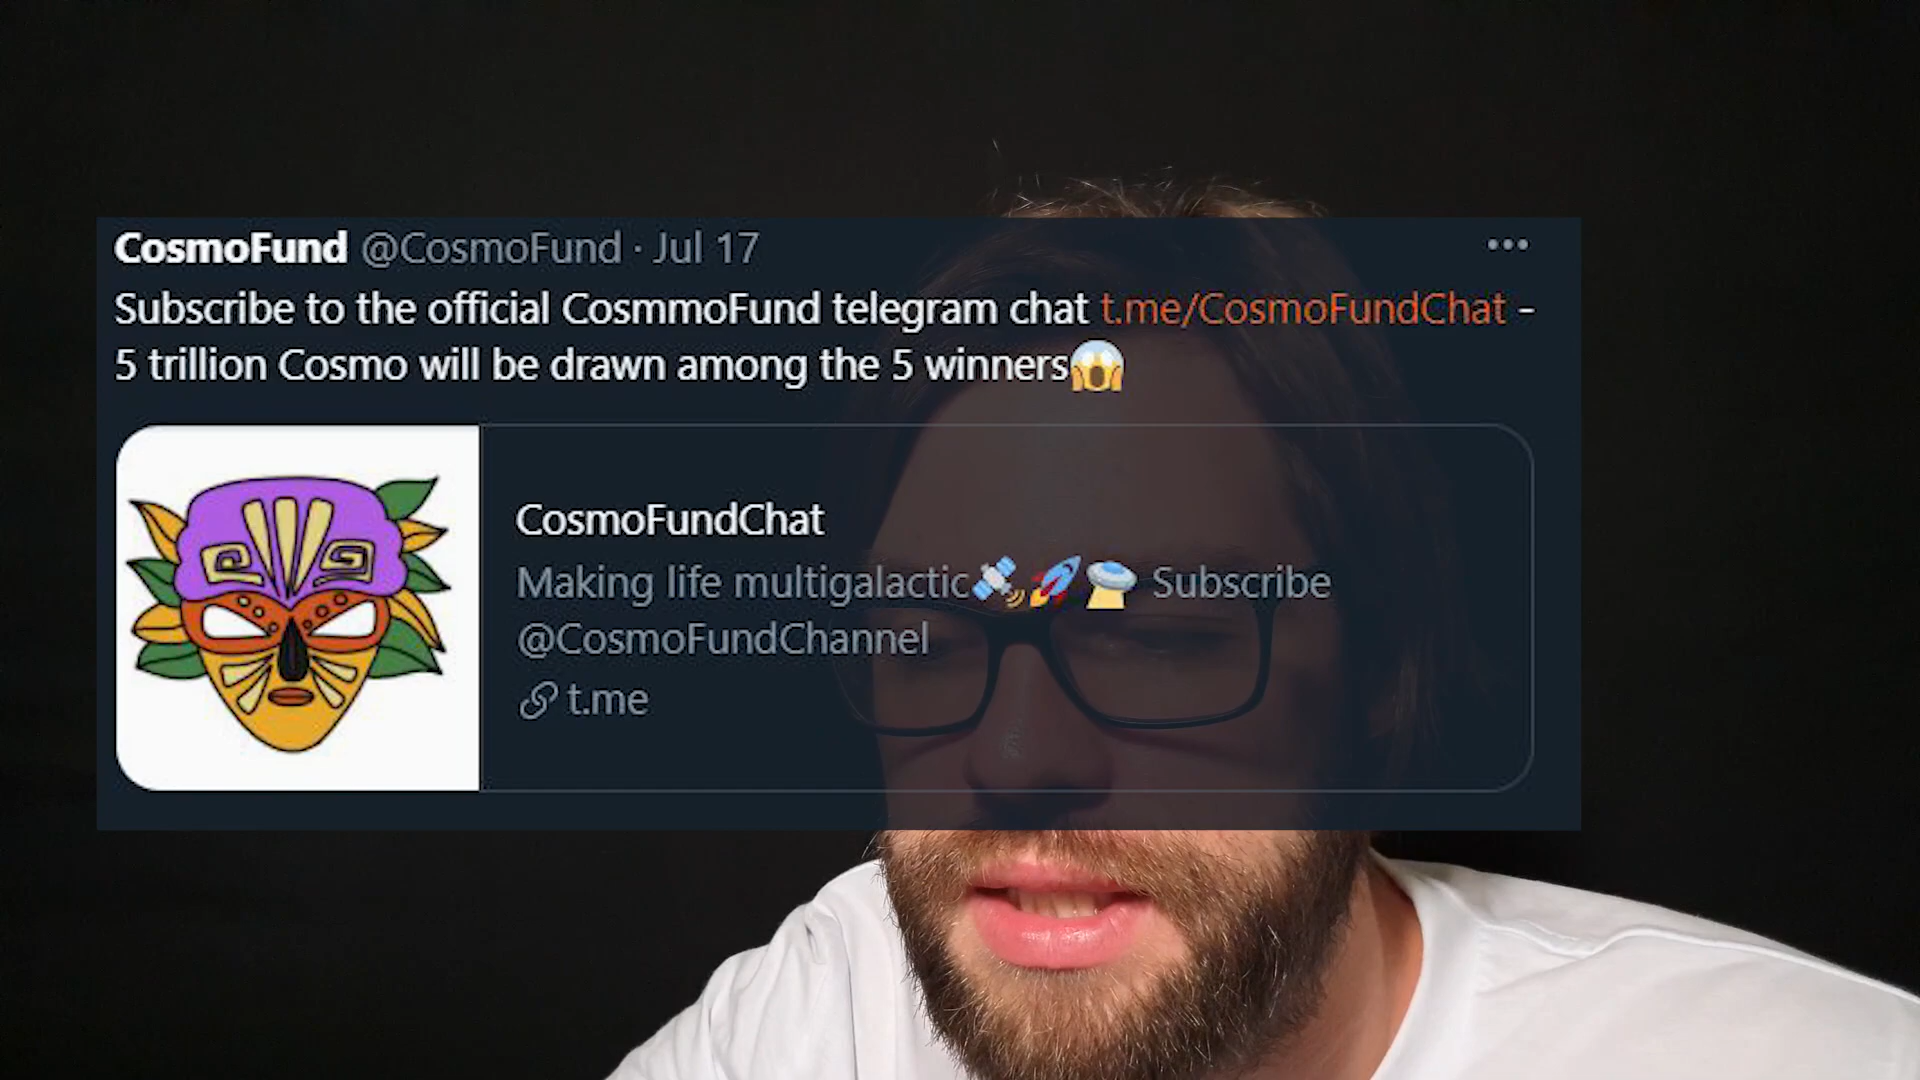 CosmoFund @CosmoFund · Jul 17
Subscribe to the official CosmmoFund telegram chat t.me/CosmoFundChat -
5 trillion Cosmo will be drawn among the 5 winners😱
CosmoFundChat
Making life multigalactic🛰🚀🛸 Subscribe
@CosmoFundChannel
t.me